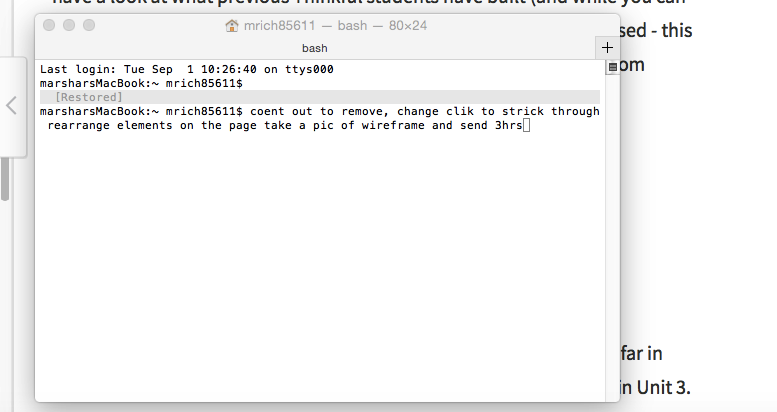 have a look at what previous Thinkful students have built (and while you can
mrich85611 — bash — 80×24
sed - this
bash
+
om
Last login: Tue Sep  1 10:26:40 on ttys000
marsharsMacBook:~ mrich85611$
[Restored]
marsharsMacBook:~ mrich85611$ coent out to remove, change clik to strick through
rearrange elements on the page take a pic of wireframe and send 3hrs
far in
in Unit 3.